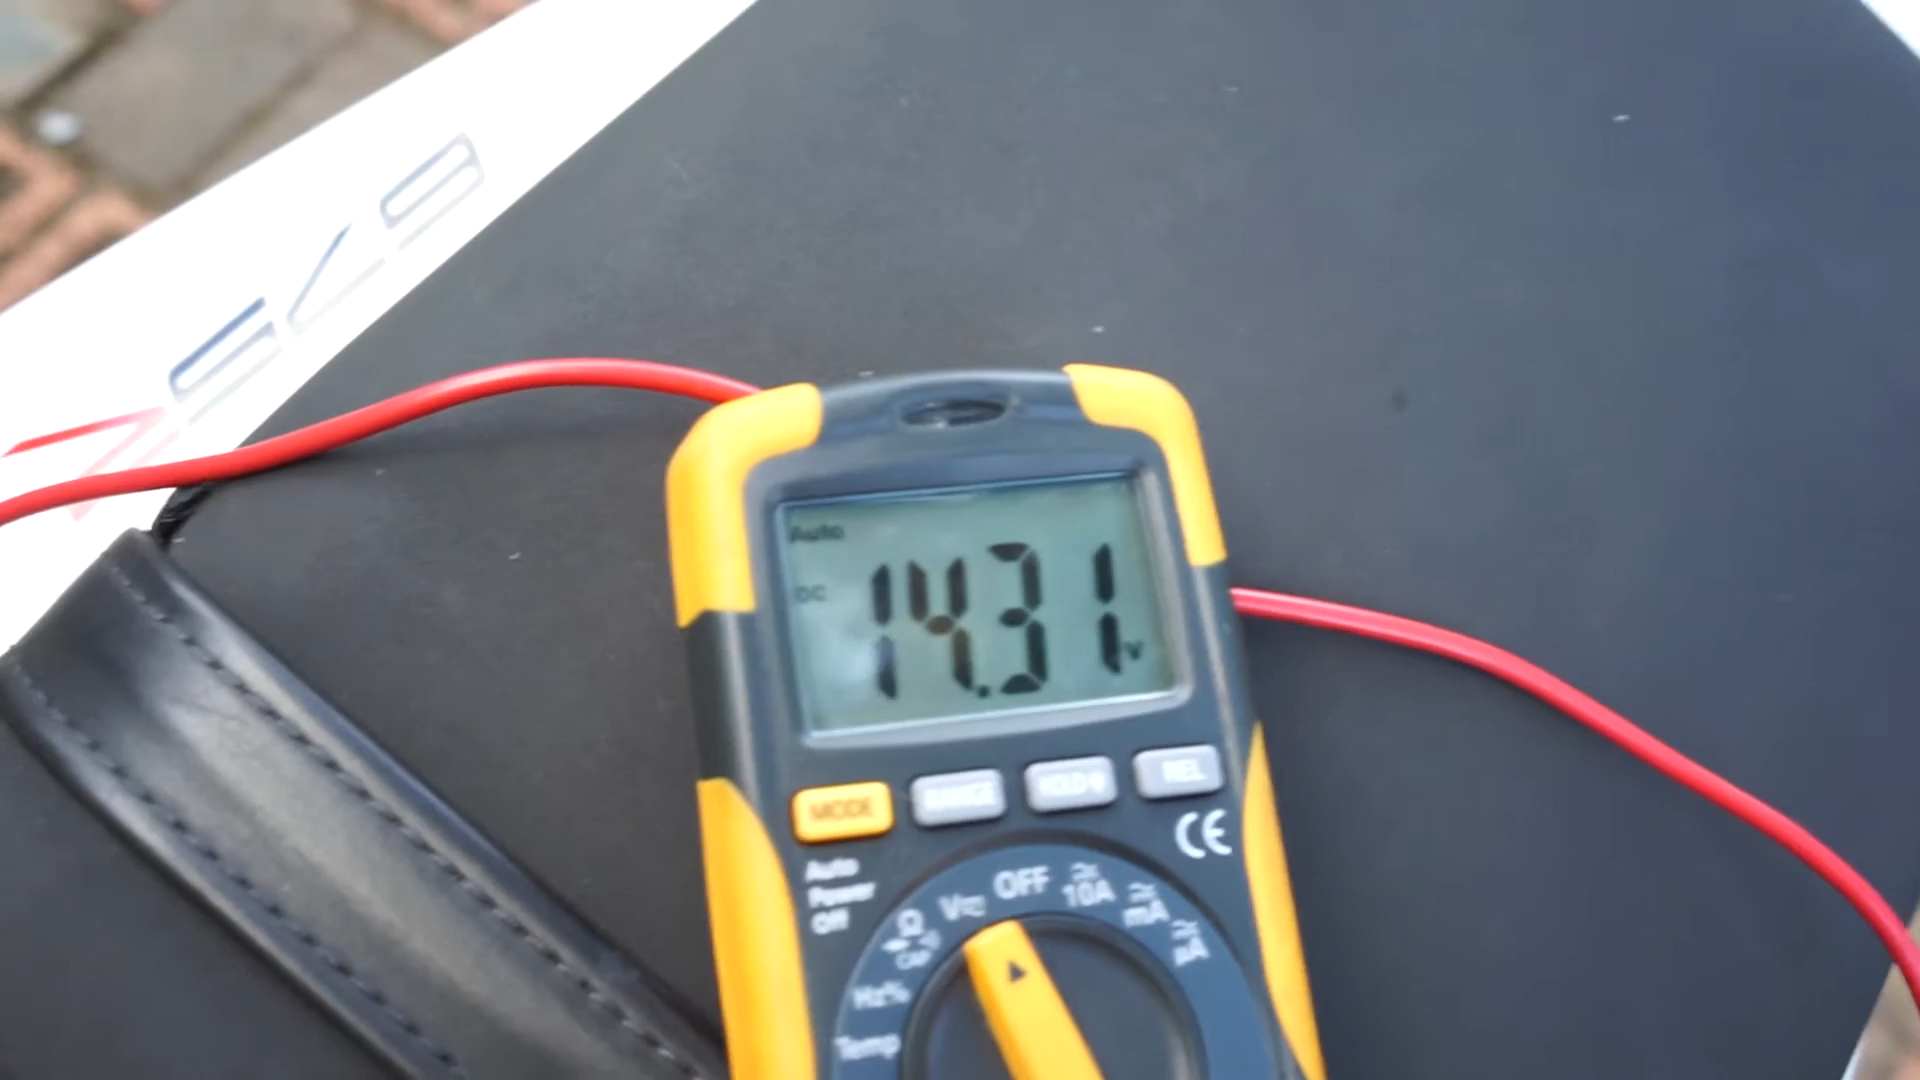 Auto
DC
14.31 V
MODE RANGE HOLD REL
CE
Auto
Power
Off
OFF
V
10A
mA
µA
Ω
CAP
Hz%
Temp